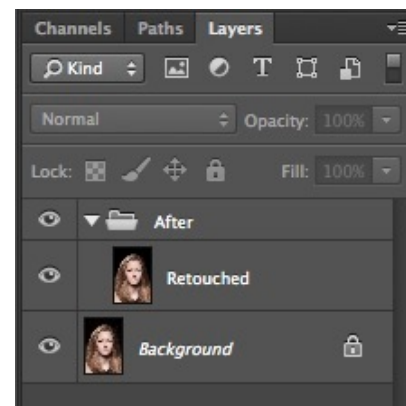 Channels Paths Layers
Kind T
Normal Opacity: 100%
Lock: Fill: 100%
After
Retouched
Background